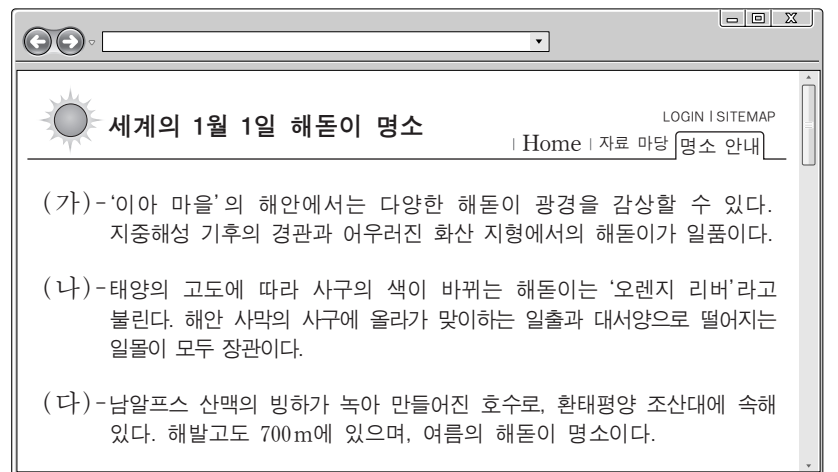 세계의 1월 1일 해돋이 명소
LOGIN | SITEMAP
| Home | 자료 마당 명소 안내
(가)-‘이아 마을’의 해안에서는 다양한 해돋이 광경을 감상할 수 있다.
지중해성 기후의 경관과 어우러진 화산 지형에서의 해돋이가 일품이다.
(나)-태양의 고도에 따라 사구의 색이 바뀌는 해돋이는 ‘오렌지 리버’라고
불린다. 해안 사막의 사구에 올라가 맞이하는 일출과 대서양으로 떨어지는
일몰이 모두 장관이다.
(다)-남알프스 산맥의 빙하가 녹아 만들어진 호수로, 환태평양 조산대에 속해
있다. 해발고도 700m에 있으며, 여름의 해돋이 명소이다.